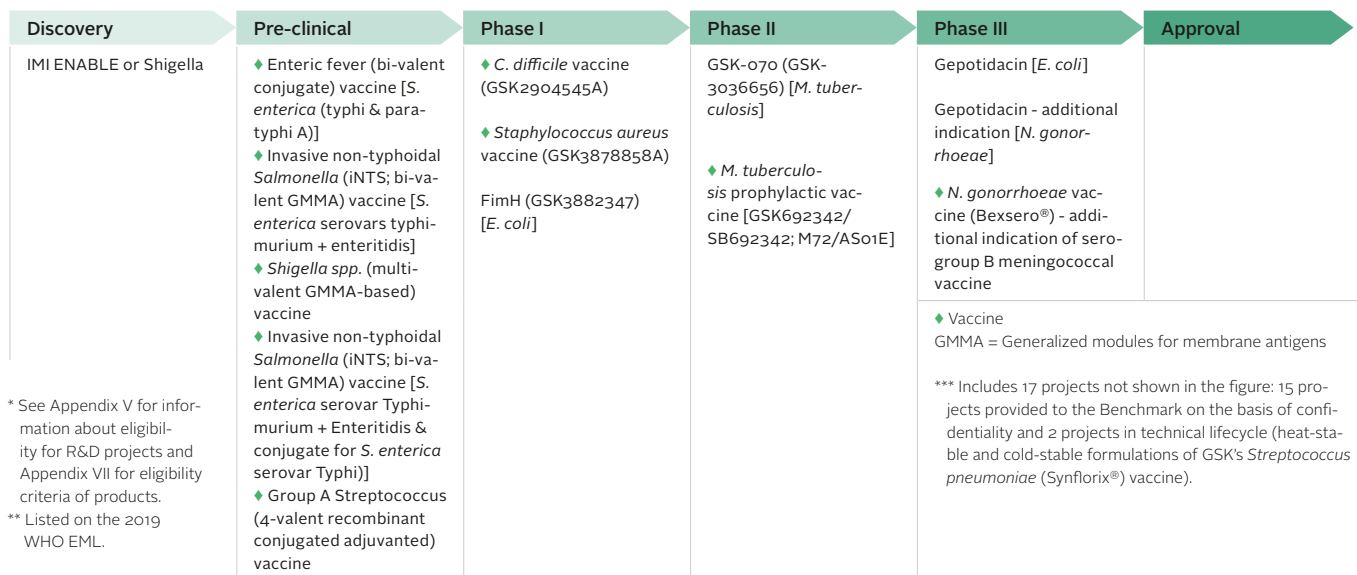 Discovery
Pre-clinical
Phase I
Phase II
Phase III
Approval
IMI ENABLE or Shigella
♦ Enteric fever (bi-valent
conjugate) vaccine [S.
enterica (typhi & para-
typhi A)]
♦ Invasive non-typhoidal
Salmonella (iNTS; bi-va-
lent GMMA) vaccine [S.
enterica serovars typhi-
murium + enteritidis]
♦ Shigella spp. (multi-
valent GMMA-based)
vaccine
♦ Invasive non-typhoidal
Salmonella (iNTS; bi-va-
lent GMMA) vaccine [S.
enterica serovar Typhi-
murium + Enteritidis &
conjugate for S. enterica
serovar Typhi)]
♦ Group A Streptococcus
(4-valent recombinant
conjugated adjuvanted)
vaccine
♦ C. difficile vaccine
(GSK2904545A)
♦ Staphylococcus aureus
vaccine (GSK3878858A)
FimH (GSK3882347)
[E. coli]
GSK-070 (GSK-
3036656) [M. tuber-
culosis]
♦ M. tuberculo-
sis prophylactic vac-
cine [GSK692342/
SB692342; M72/AS01E]
Gepotidacin [E. coli]
Gepotidacin - additional
indication [N. gonor-
rhoeae]
♦ N. gonorrhoeae vac-
cine (Bexsero®) - addi-
tional indication of sero-
group B meningococcal
vaccine
♦ Vaccine
GMMA = Generalized modules for membrane antigens
*** Includes 17 projects not shown in the figure: 15 pro-
jects provided to the Benchmark on the basis of confi-
dentiality and 2 projects in technical lifecycle (heat-sta-
ble and cold-stable formulations of GSK's Streptococcus
pneumoniae (Synflorix®) vaccine).
* See Appendix V for infor-
mation about eligibil-
ity for R&D projects and
Appendix VII for eligibility
criteria of products.
** Listed on the 2019
WHO EML.